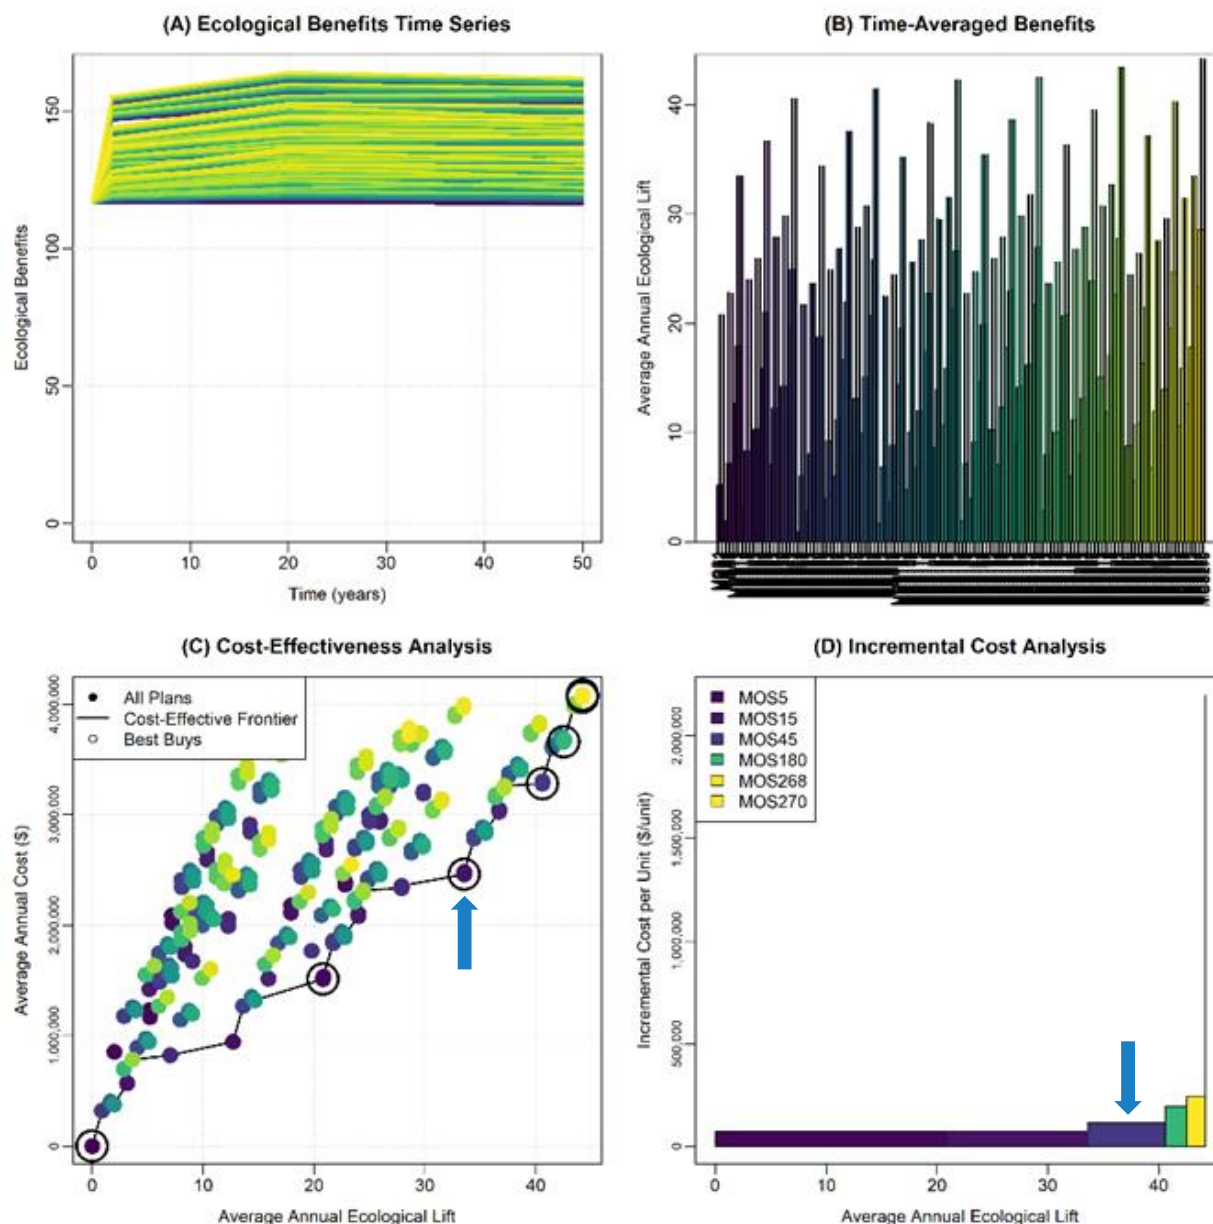 (A) Ecological Benefits Time Series
Ecological Benefits
150
100
50
0
0 10 20 30 40 50
Time (years)
(B) Time-Averaged Benefits
Average Annual Ecological Lift
40
30
20
10
0
(C) Cost-Effectiveness Analysis
All Plans
Cost-Effective Frontier
Best Buys
Average Annual Cost ($)
4,000,000
3,000,000
2,000,000
1,000,000
0
0 10 20 30 40
Average Annual Ecological Lift
(D) Incremental Cost Analysis
MOS5
MOS15
MOS45
MOS180
MOS268
MOS270
Incremental Cost per Unit ($/unit)
2,000,000
1,500,000
1,000,000
500,000
0
0 10 20 30 40
Average Annual Ecological Lift